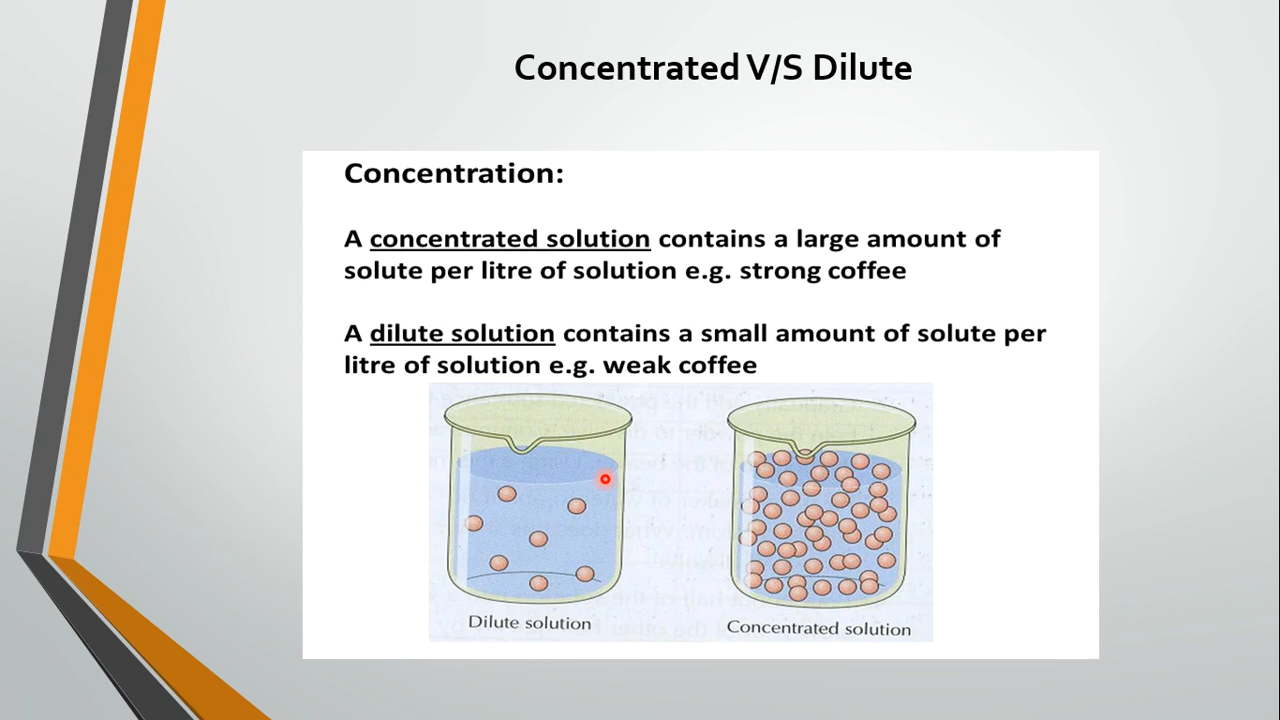 Concentrated V/S Dilute
Concentration:
A concentrated solution contains a large amount of
solute per litre of solution e.g. strong coffee
A dilute solution contains a small amount of solute per
litre of solution e.g. weak coffee
Dilute solution
Concentrated solution